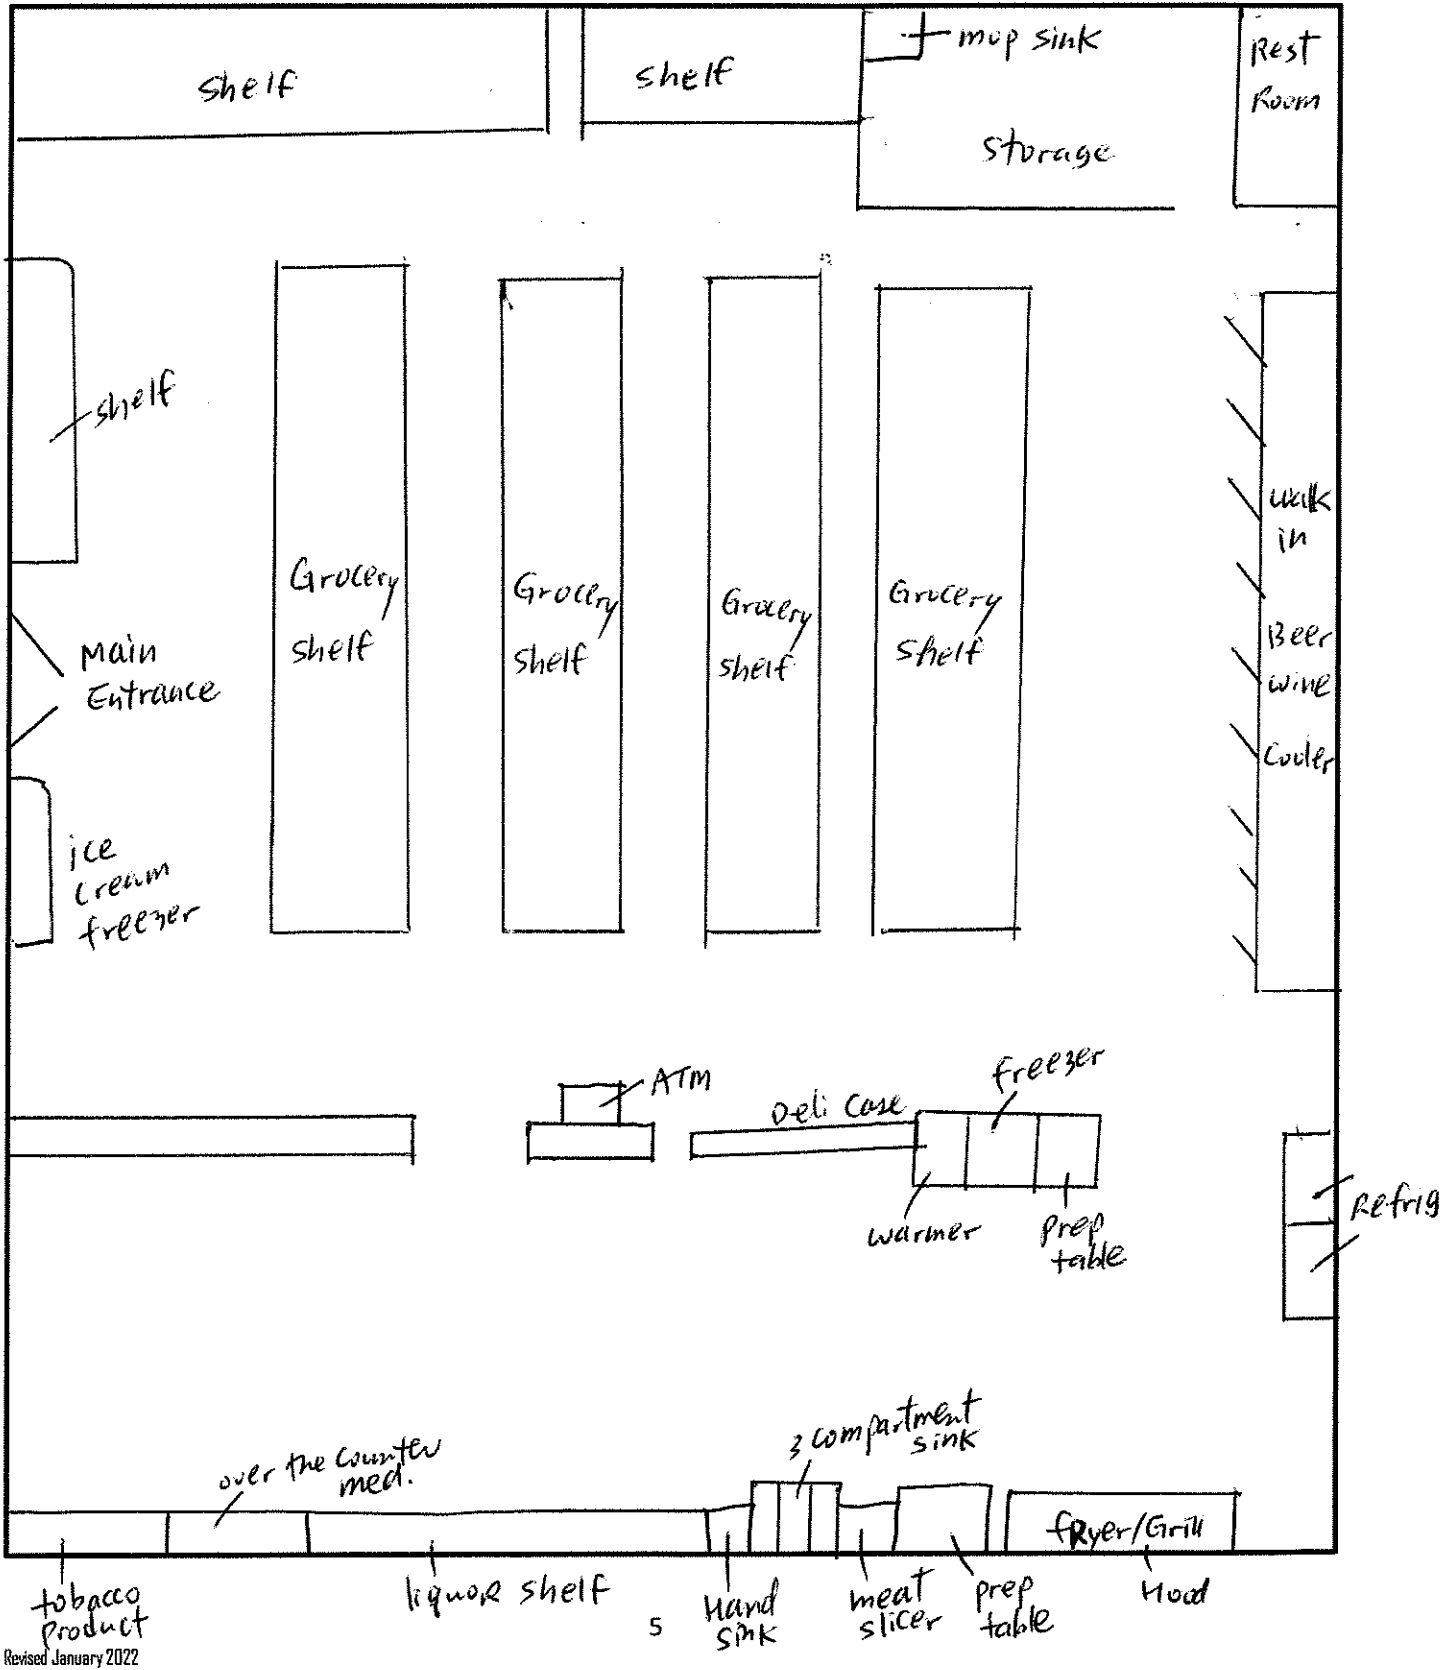 shelf
shelf
mop sink
Rest
Room
Storage
shelf
Grocery
shelf
Grocery
shelf
Grocery
shelf
Grocery
shelf
walk
in
Beer
wine
Cooler
Main
Entrance
ice
cream
freezer
ATM
Deli Case
freezer
warmer
prep
table
Refrig
over the counter
med.
3 compartment
sink
fRyer/Grill
tobacco
product
liquor shelf
Hand
sink
meat
slicer
prep
table
Hood
5
Revised January 2022